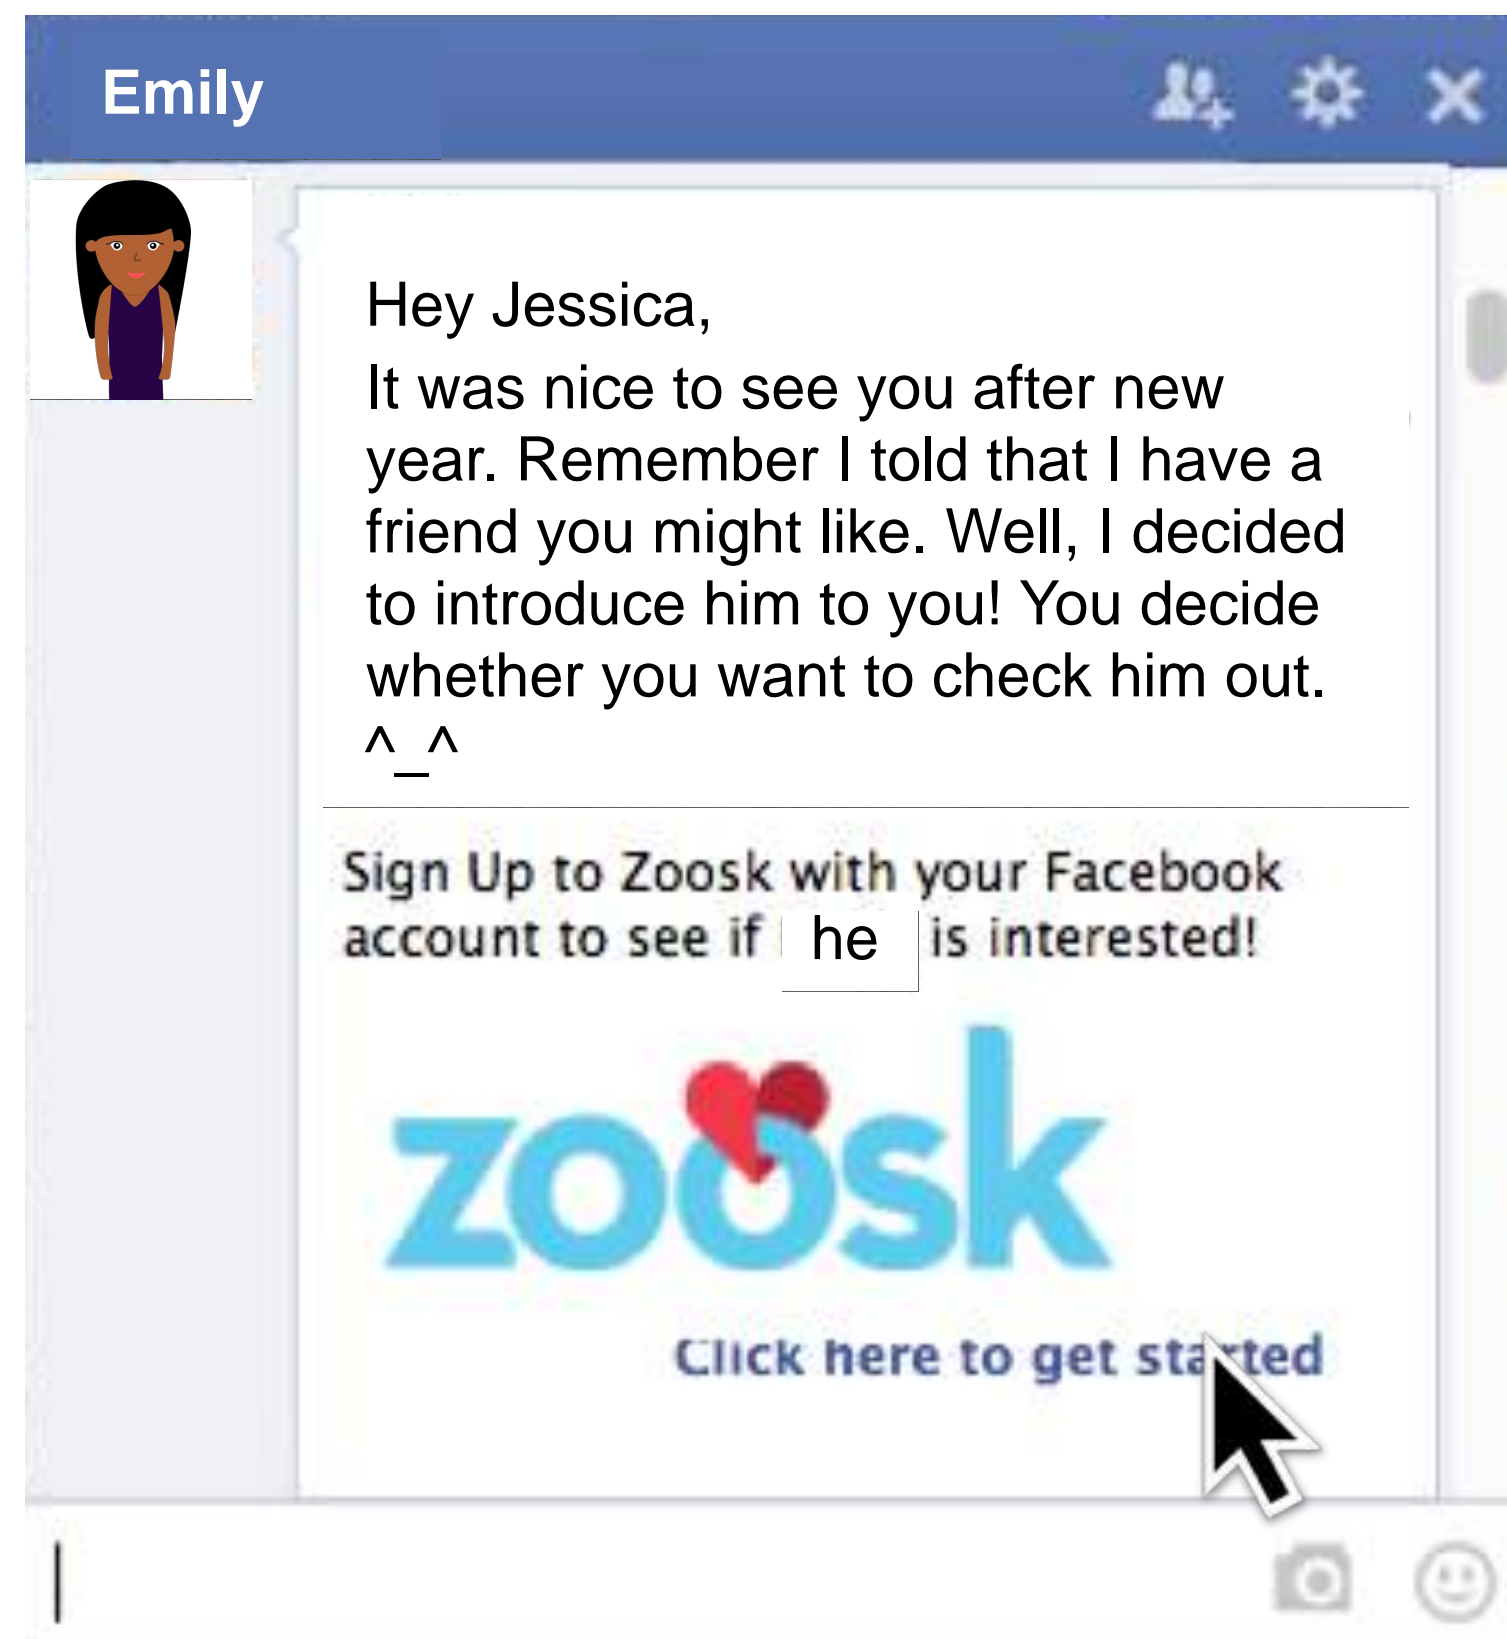 Emily
Hey Jessica,
It was nice to see you after new
year. Remember I told that I have a
friend you might like. Well, I decided
to introduce him to you! You decide
whether you want to check him out.
^_^
Sign Up to Zoosk with your Facebook
account to see if he is interested!
zoosk
Click here to get started